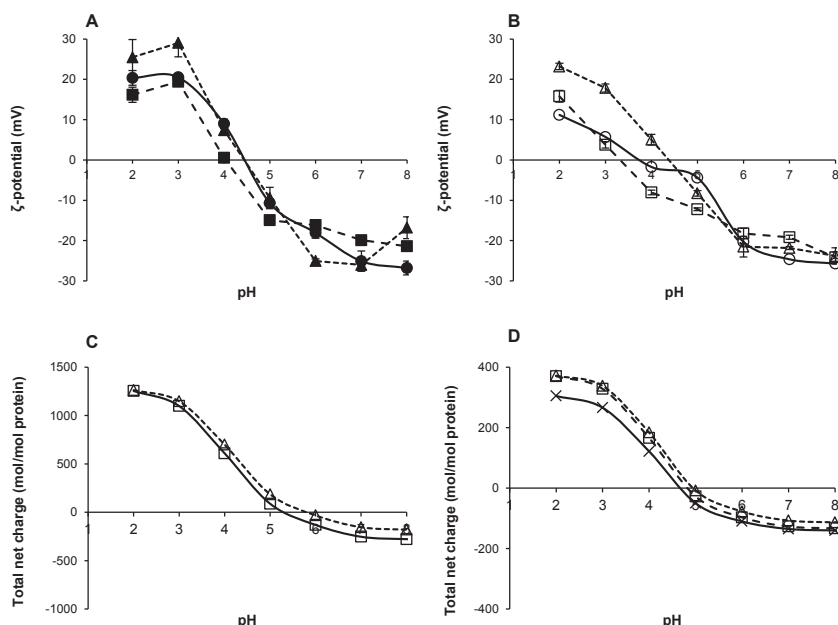 A
30
20
10
0
-10
-20
-30
1 2 3 4 5 6 7 8
ζ-potential (mV)
pH
B
30
20
10
0
-10
-20
-30
1 2 3 4 5 6 7 8
ζ-potential (mV)
pH
C
1500
1000
500
0
-500
-1000
1 2 3 4 5 6 7 8
Total net charge (mol/mol protein)
pH
D
400
200
0
-200
-400
1 2 3 4 5 6 7 8
Total net charge (mol/mol protein)
pH